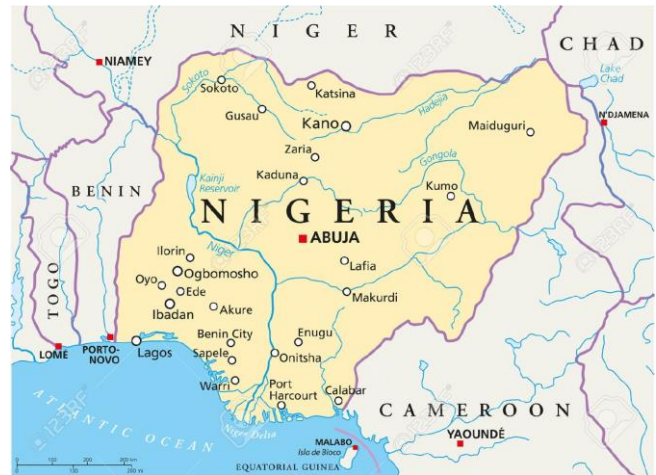 NIGER
CHAD
NIAMEY
Lake
Chad
Sokoto
Sokoto
Katsina
Hadejia
N'DJAMENA
Gusau
Kano
Maiduguri
Zaria
Gongola
Kainji
Reservoir
Kaduna
Kumo
BENIN
NIGERIA
ABUJA
Niger
Ilorin
Lafia
TOGO
Ogbomosho
Oyo
Ede
Makurdi
Ibadan
Akure
Benin City
Enugu
LOMÉ
PORTO-
NOVO
Lagos
Sapele
Onitsha
Warri
Port
Harcourt
Calabar
CAMEROON
ATLANTIC OCEAN
Niger Delta
MALABO
Isla de Bioco
YAOUNDÉ
EQUATORIAL GUINEA
123RF